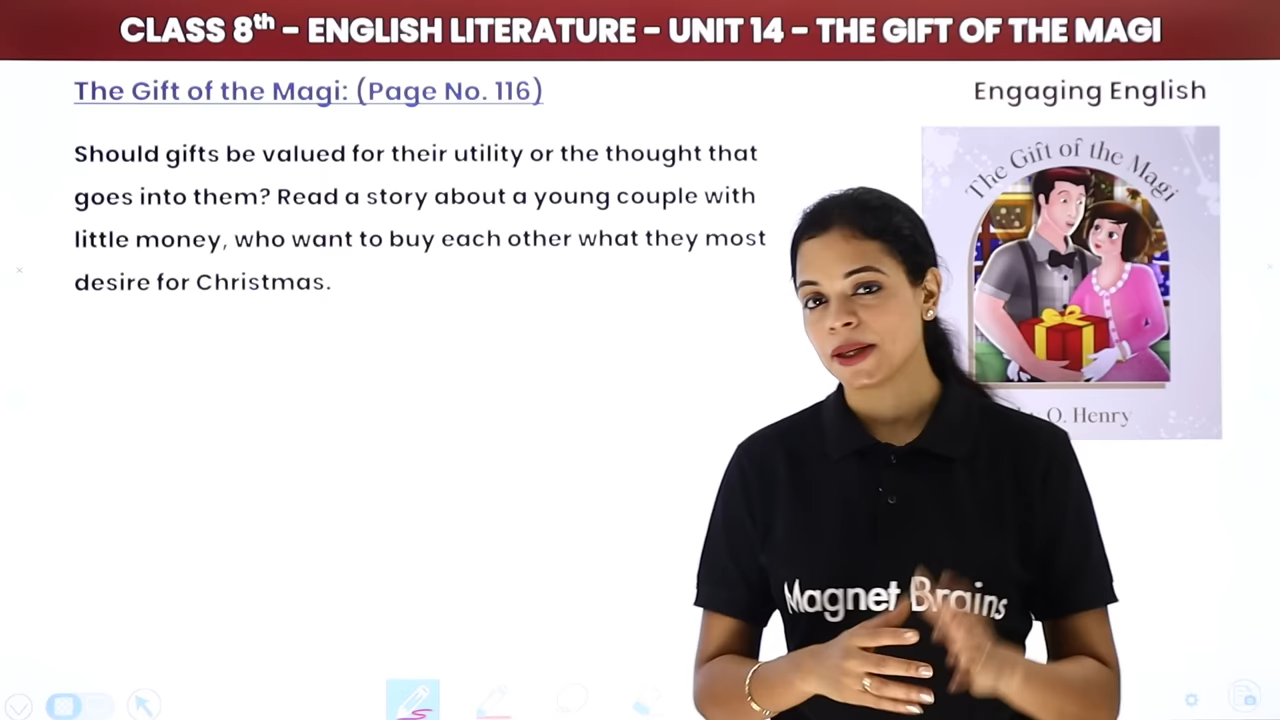 CLASS 8th – ENGLISH LITERATURE – UNIT 14 – THE GIFT OF THE MAGI
The Gift of the Magi: (Page No. 116)
Engaging English
Should gifts be valued for their utility or the thought that
goes into them? Read a story about a young couple with
little money, who want to buy each other what they most
desire for Christmas.
The Gift of the Magi
O. Henry
Magnet Brains